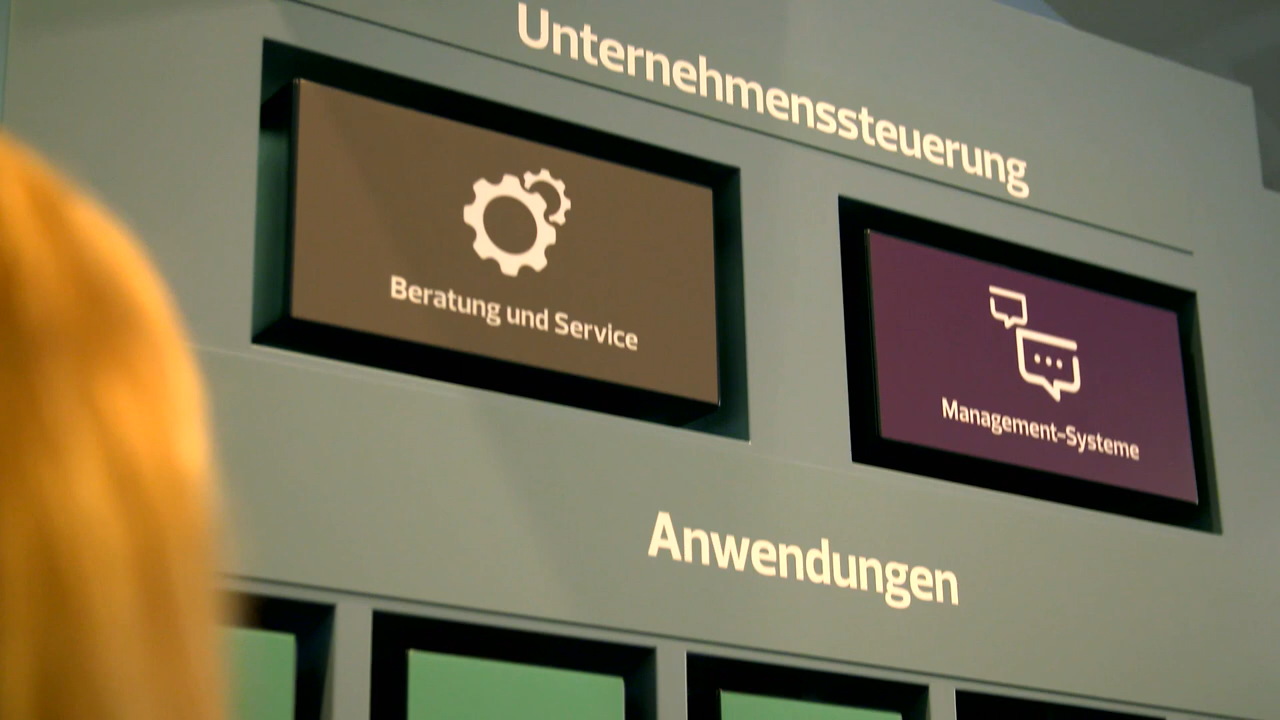 Unternehmenssteuerung
Beratung und Service
Management-Systeme
Anwendungen